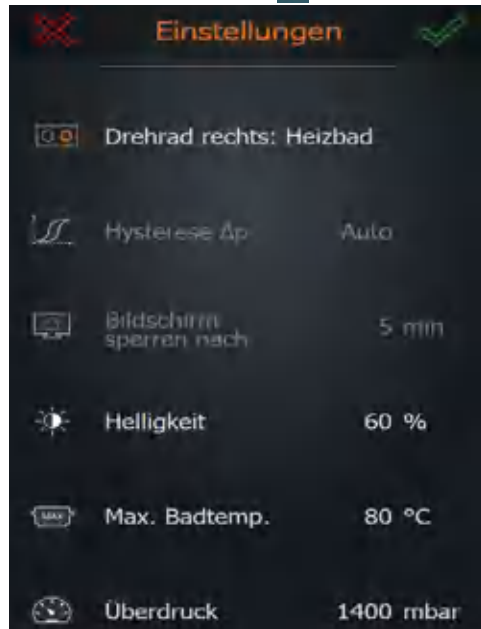 Einstellungen
Drehrad rechts: Heizbad
Hysterese Δp Auto
Bildschirm
sperren nach 5 min
Helligkeit 60 %
MAX Max. Badtemp. 80 °C
Überdruck 1400 mbar